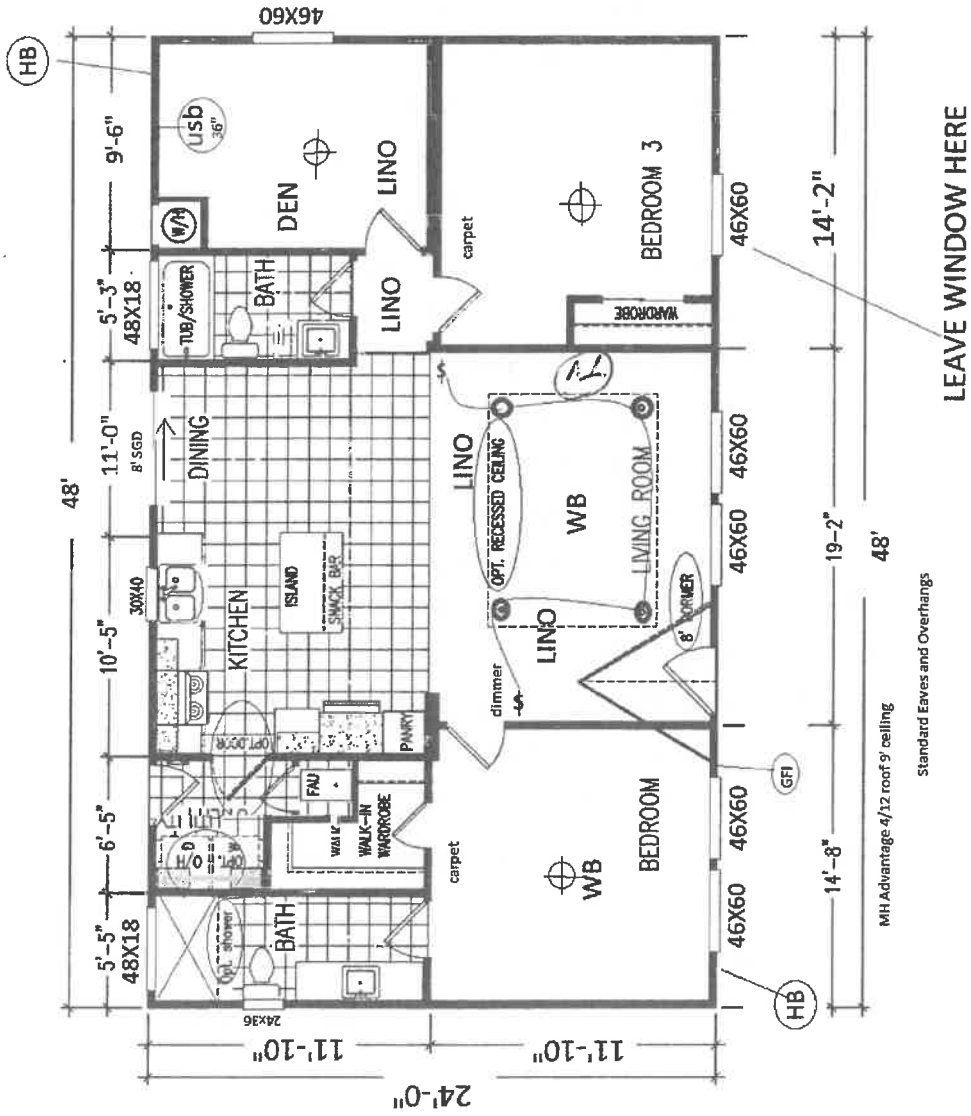 46X60
HB
48'
5'-5"
6'-5"
10'-5"
11'-0"
5'-3"
9'-6"
48X18
30X40
8' SGD
48X18
usb
36"
W/H
TUB/SHOWER
BATH
DEN
LINO
LINO
DINING
KITCHEN
ISLAND
SNACK BAR
OPT. DOOR
PANRY
FAU
WALK-IN
WARDROBE
OPT.
O/H
Opt. shower
BATH
24x36
carpet
BEDROOM 3
WARDROBE
$
LINO
OPT. RECESSED CEILING
TV
WB
LIVING ROOM
LINO
dimmer
$
8' DORMER
carpet
WB
BEDROOM
GFI
HB
46X60
46X60
46X60
46X60
46X60
14'-8"
19-2"
14'-2"
48'
11'-10"
11'-10"
24'-0"
LEAVE WINDOW HERE
MH Advantage 4/12 roof 9' ceiling
Standard Eaves and Overhangs